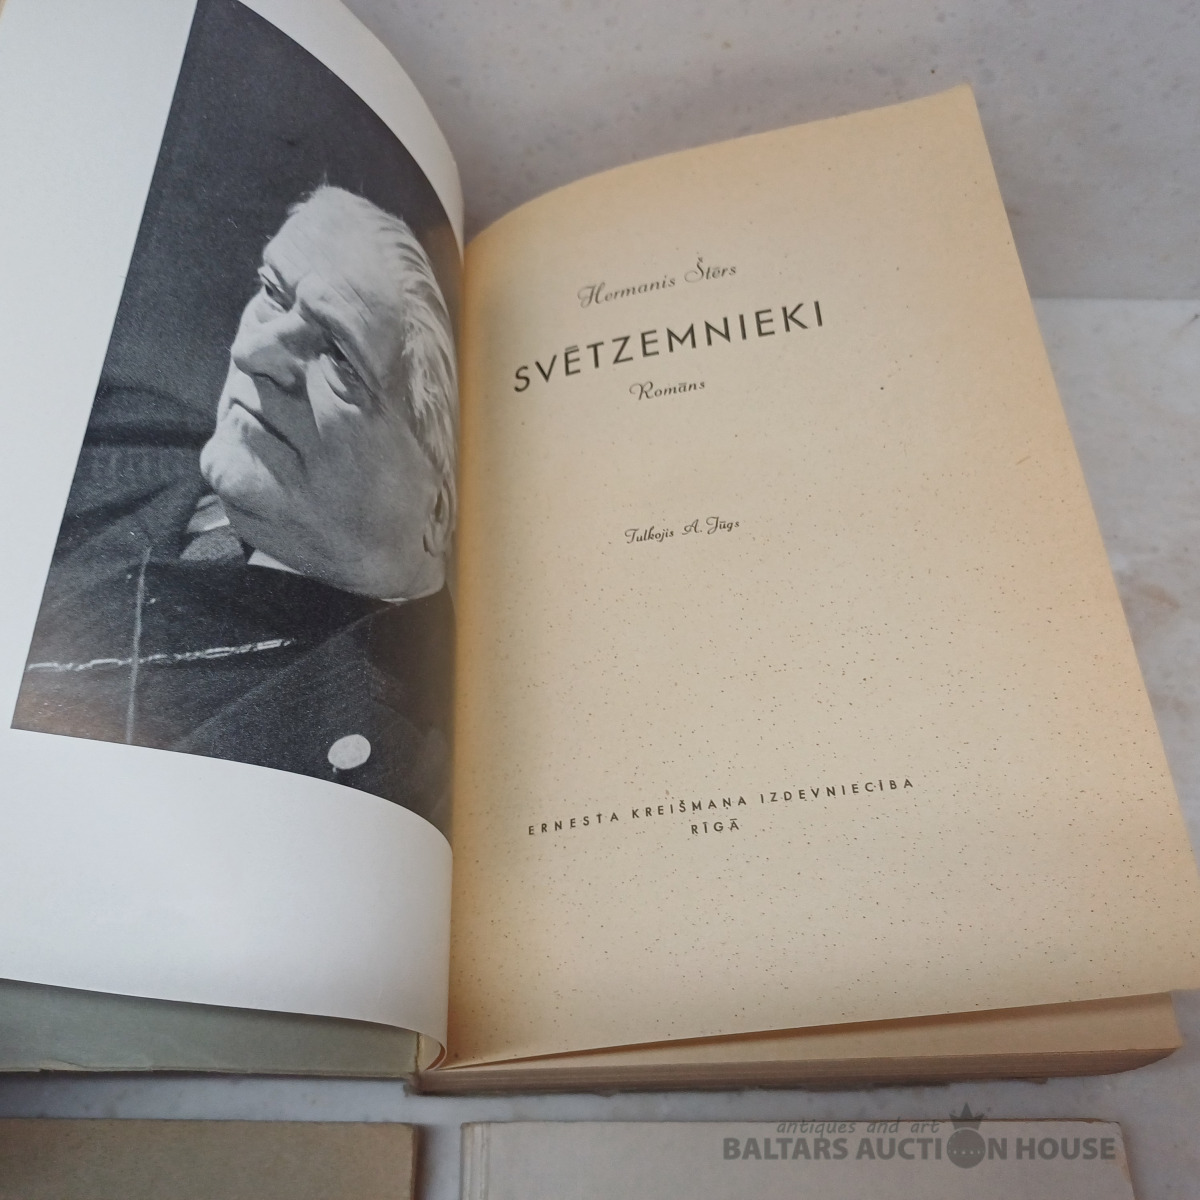 Hermanis Štērs
SVĒTZEMNIEKI
Romāns
Tulkojis A. Jūgs
ERNESTA KREIŠMAŅA IZDEVNIECĪBA
RĪGĀ
antiques and art
BALTARS AUCTION HOUSE